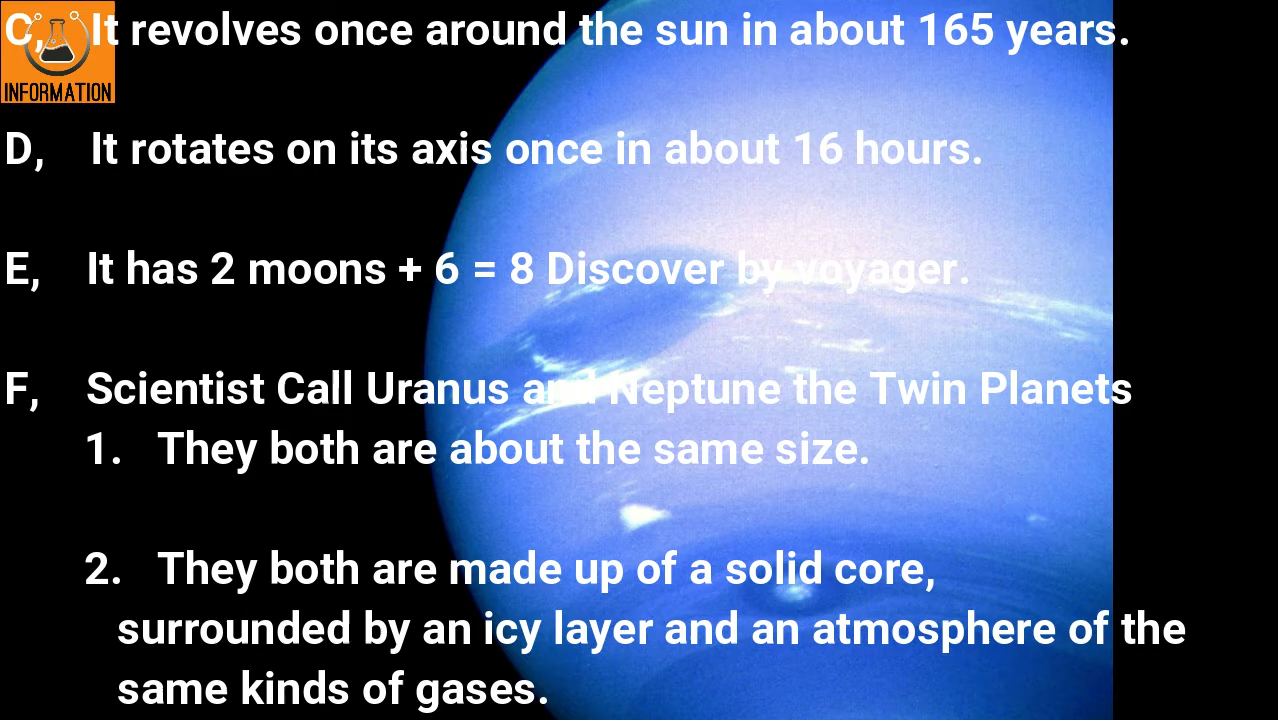 C, It revolves once around the sun in about 165 years.
INFORMATION
D, It rotates on its axis once in about 16 hours.
E, It has 2 moons + 6 = 8 Discover by voyager.
F, Scientist Call Uranus and Neptune the Twin Planets
1. They both are about the same size.
2. They both are made up of a solid core,
surrounded by an icy layer and an atmosphere of the
same kinds of gases.